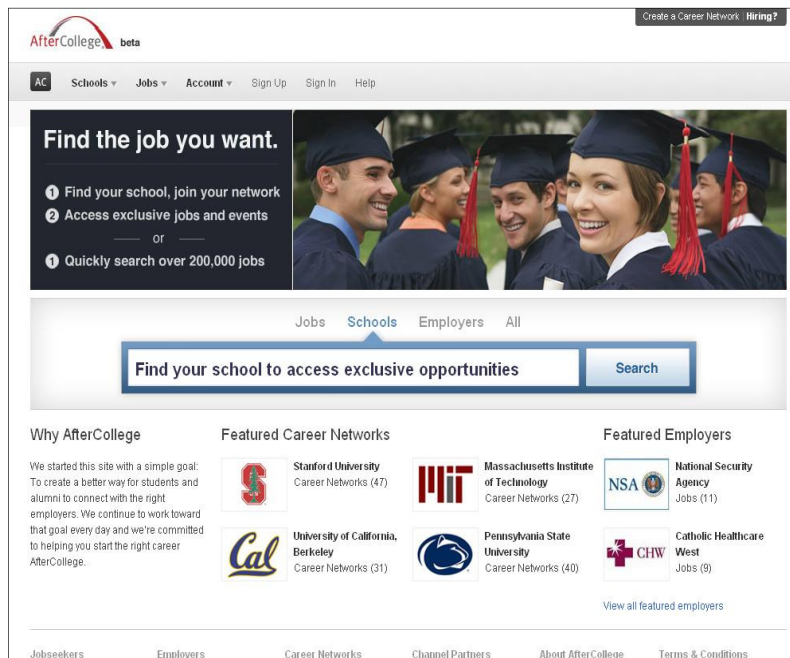 Create a Career Network | Hiring?
AfterCollege beta
AC Schools Jobs Account Sign Up Sign In Help
Find the job you want.
1 Find your school, join your network
2 Access exclusive jobs and events
or
1 Quickly search over 200,000 jobs
Jobs Schools Employers All
Find your school to access exclusive opportunities Search
Why AfterCollege
We started this site with a simple goal:
To create a better way for students and
alumni to connect with the right
employers. We continue to work toward
that goal every day and we're committed
to helping you start the right career
AfterCollege.
Featured Career Networks
S
Stanford University
Career Networks (47)
MIT
Massachusetts Institute
of Technology
Career Networks (27)
Cal
University of California,
Berkeley
Career Networks (31)
Pennsylvania State
University
Career Networks (40)
Featured Employers
NSA
National Security
Agency
Jobs (11)
CHW
Catholic Healthcare
West
Jobs (9)
View all featured employers
Jobseekers Employers Career Networks Channel Partners About AfterCollege Terms & Conditions